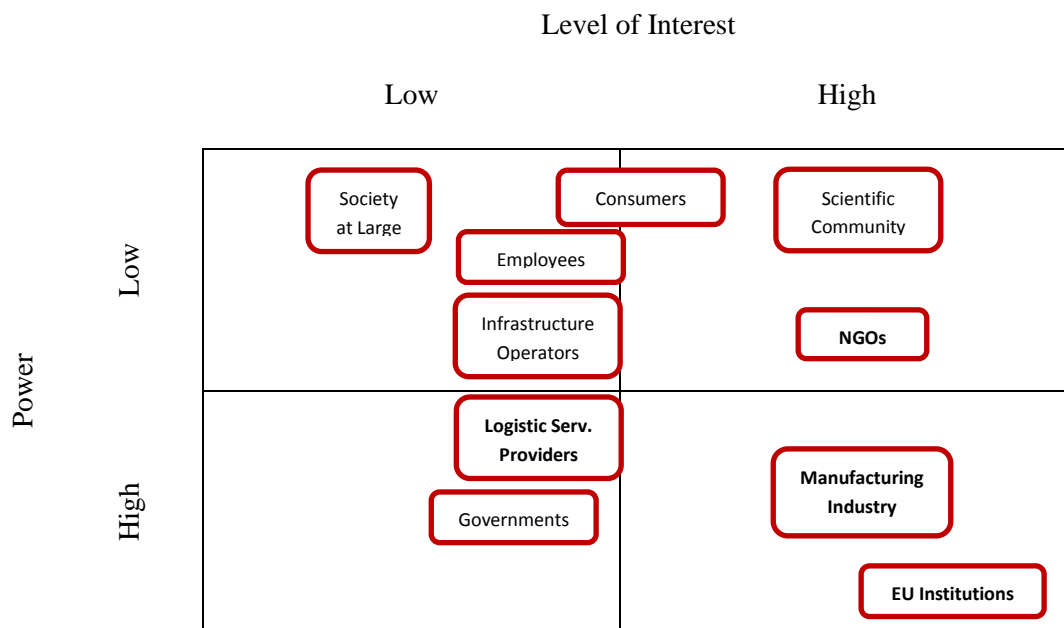 Level of Interest
Low
High
Power
Low
Society
at Large
Consumers
Scientific
Community
Employees
Infrastructure
Operators
NGOs
High
Logistic Serv.
Providers
Manufacturing
Industry
Governments
EU Institutions